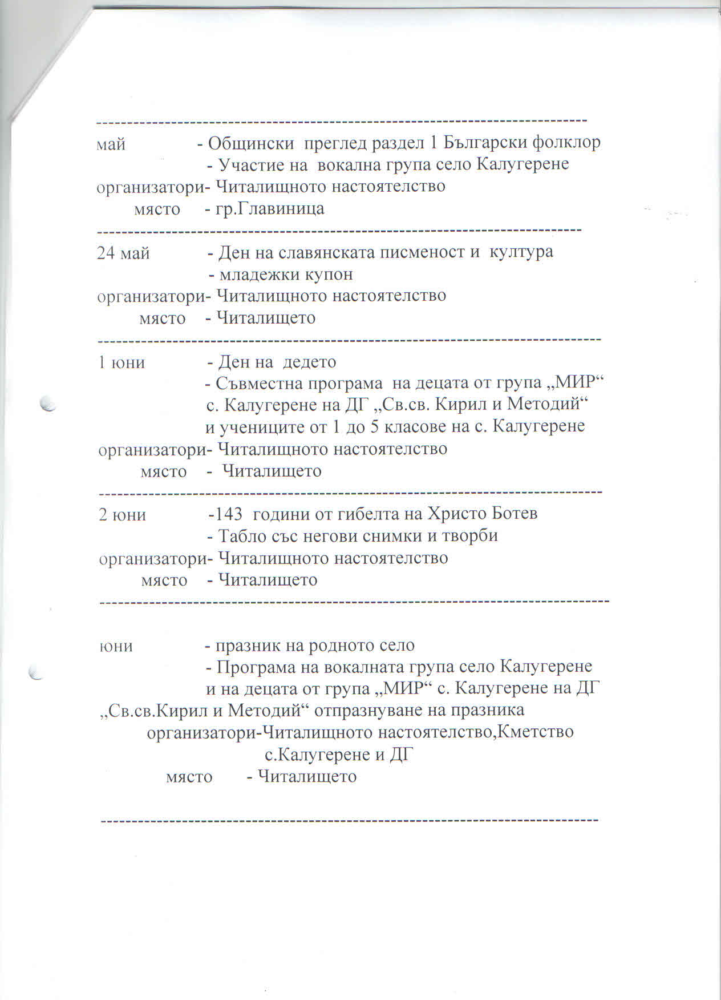 --------------------------------------------------------------------------------
май - Общински преглед раздел 1 Български фолклор
- Участие на вокална група село Калугерене
организатори- Читалищното настоятелство
място - гр.Главиница
--------------------------------------------------------------------------------
24 май - Ден на славянската писменост и култура
- младежки купон
организатори- Читалищното настоятелство
място - Читалището
--------------------------------------------------------------------------------
1 юни - Ден на дедето
- Съвместна програма на децата от група „МИР“
с. Калугерене на ДГ „Св.св. Кирил и Методий“
и учениците от 1 до 5 класове на с. Калугерене
организатори- Читалищното настоятелство
място - Читалището
--------------------------------------------------------------------------------
2 юни -143 години от гибелта на Христо Ботев
- Табло със негови снимки и творби
организатори- Читалищното настоятелство
място - Читалището
--------------------------------------------------------------------------------
юни - празник на родното село
- Програма на вокалната група село Калугерене
и на децата от група „МИР“ с. Калугерене на ДГ
„Св.св.Кирил и Методий“ отпразнуване на празника
организатори-Читалищното настоятелство,Кметство
с.Калугерене и ДГ
място - Читалището
--------------------------------------------------------------------------------